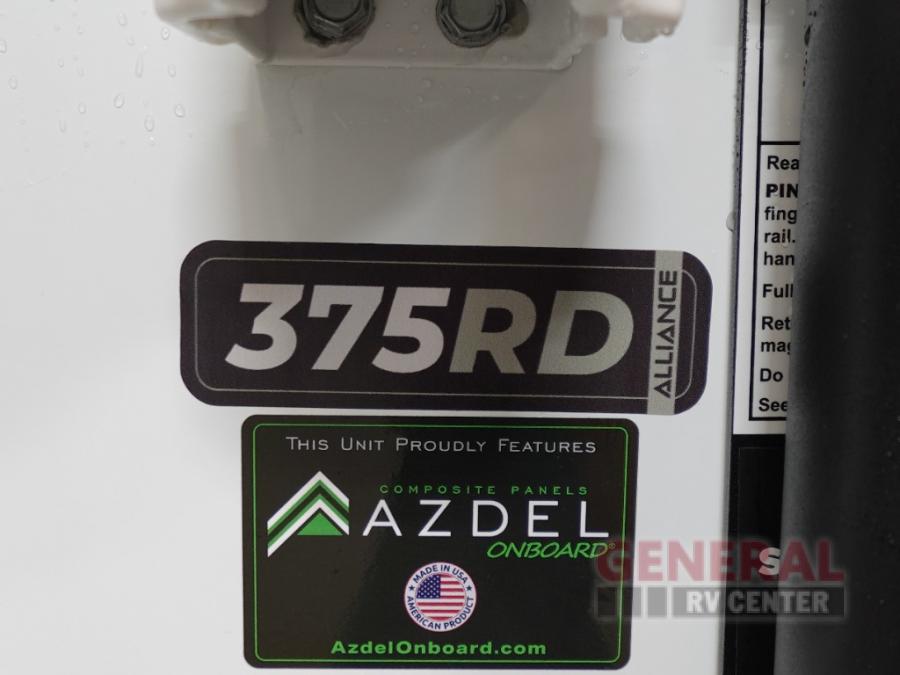 375RD
ALLIANCE
THIS UNIT PROUDLY FEATURES
COMPOSITE PANELS
AZDEL
ONBOARD®
MADE IN USA
AMERICAN PRODUCT
AzdelOnboard.com
Rea
PIN
fing
rail.
han
Full
Ret
mag
Do
See
S
GENERAL
RV CENTER